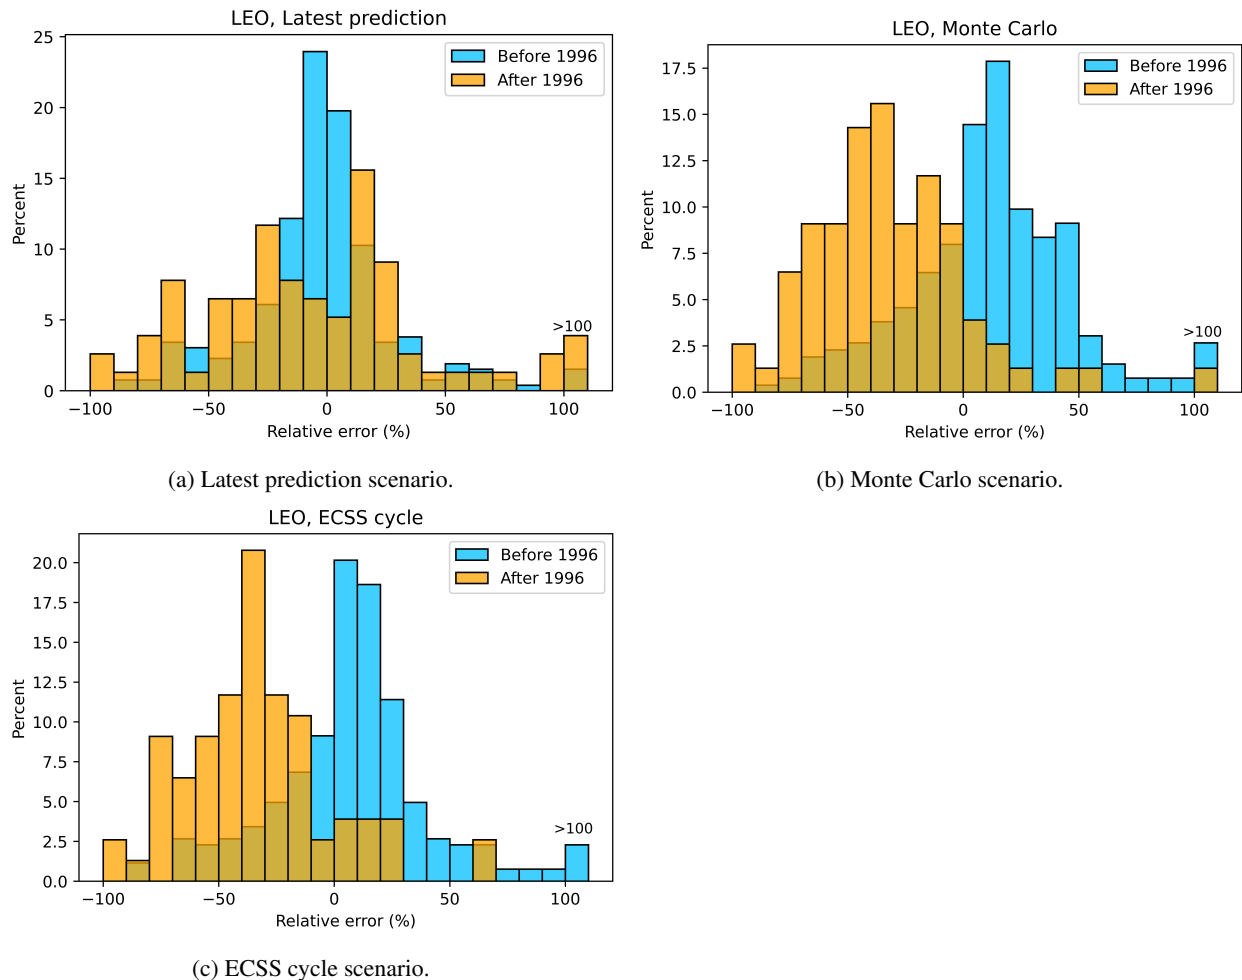 LEO, Latest prediction
25
20
15
10
5
0
Percent
Before 1996
After 1996
>100
−100
−50
0
50
100
Relative error (%)
(a) Latest prediction scenario.
LEO, Monte Carlo
17.5
15.0
12.5
10.0
7.5
5.0
2.5
0.0
Percent
Before 1996
After 1996
>100
−100
−50
0
50
100
Relative error (%)
(b) Monte Carlo scenario.
LEO, ECSS cycle
20.0
17.5
15.0
12.5
10.0
7.5
5.0
2.5
0.0
Percent
Before 1996
After 1996
>100
−100
−50
0
50
100
Relative error (%)
(c) ECSS cycle scenario.